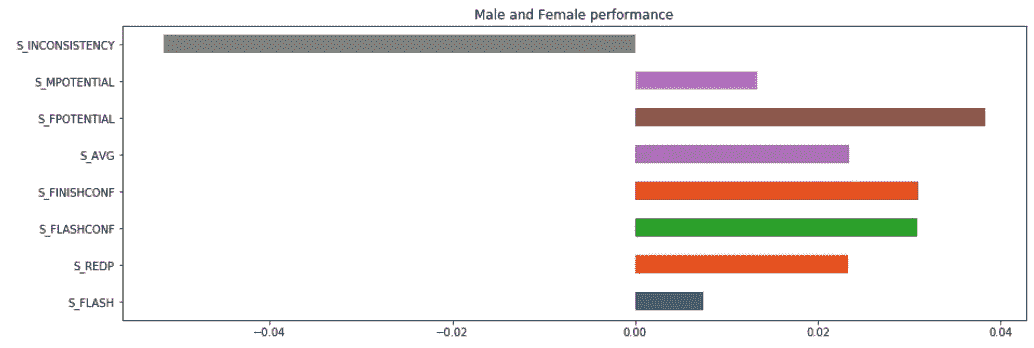 Male and Female performance
S_INCONSISTENCY
S_MPOTENTIAL
S_FPOTENTIAL
S_AVG
S_FINISHCONF
S_FLASHCONF
S_REDP
S_FLASH
−0.04 −0.02 0.00 0.02 0.04